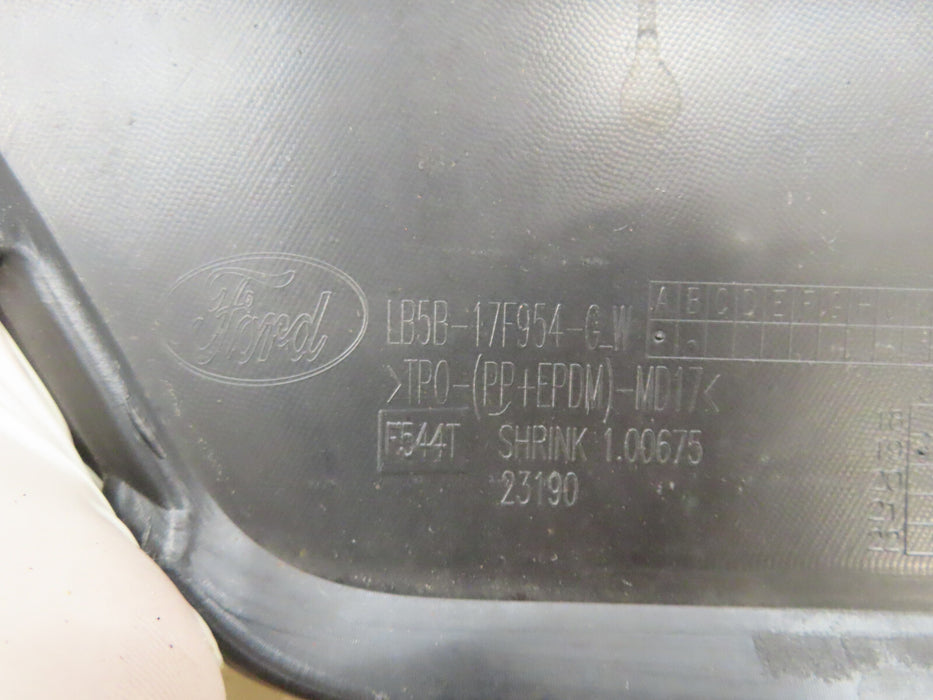 Ford
LB5B-17F954-G_W
A B C D E F G H
>TPO-(PP+EPDM)-MD17<
F544T SHRINK 1.00675
23190